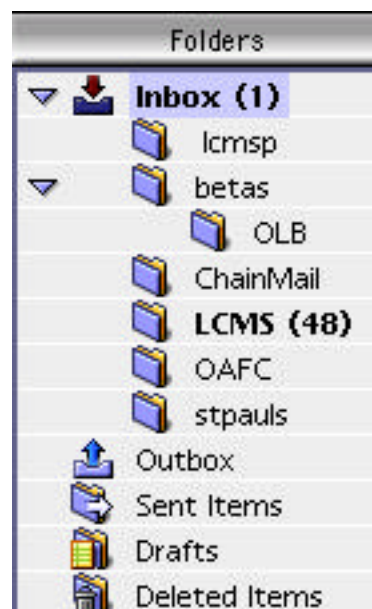 Folders
Inbox (1)
lcmsp
betas
OLB
ChainMail
LCMS (48)
OAFC
stpauls
Outbox
Sent Items
Drafts
Deleted Items